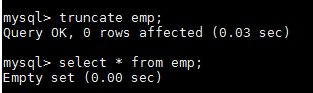 mysql> truncate emp;
Query OK, 0 rows affected (0.03 sec)
mysql> select * from emp;
Empty set (0.00 sec)